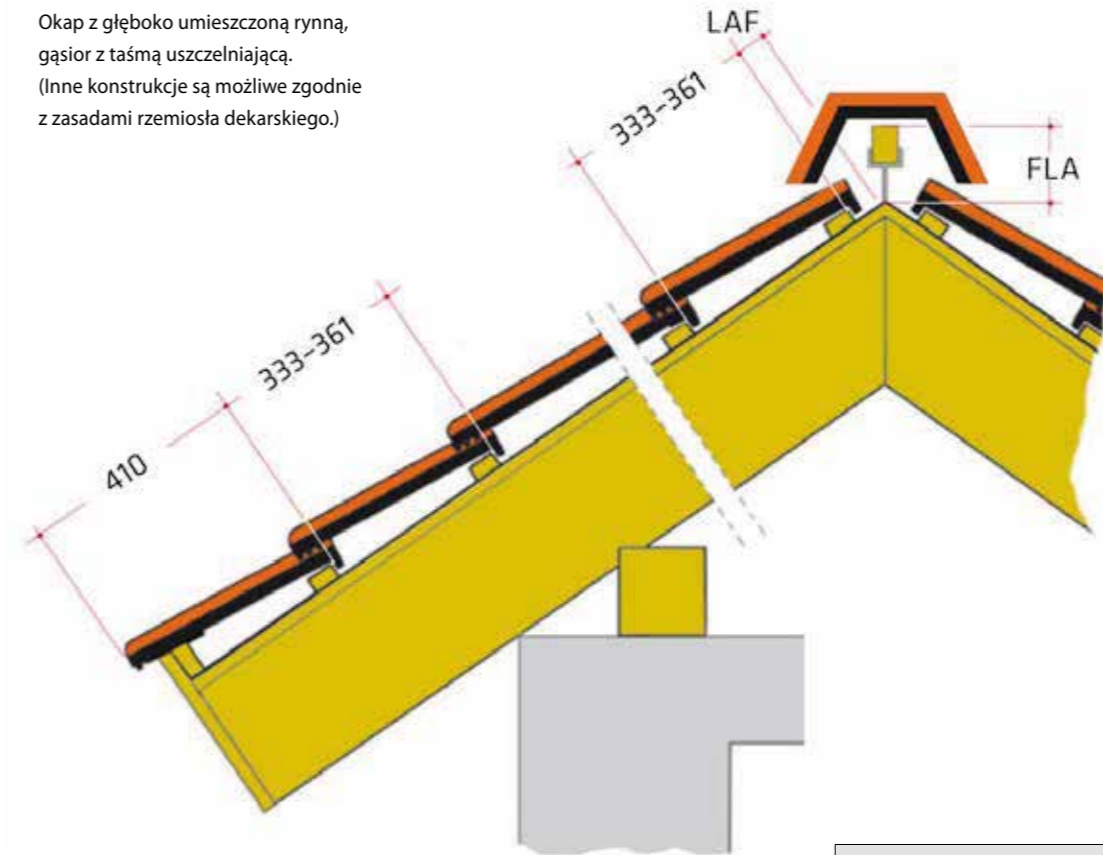 Okap z głęboko umieszczoną rynną,
gąsior z taśmą uszczelniającą.
(Inne konstrukcje są możliwe zgodnie
z zasadami rzemiosła dekarskiego.)
LAF
333–361
FLA
333–361
410